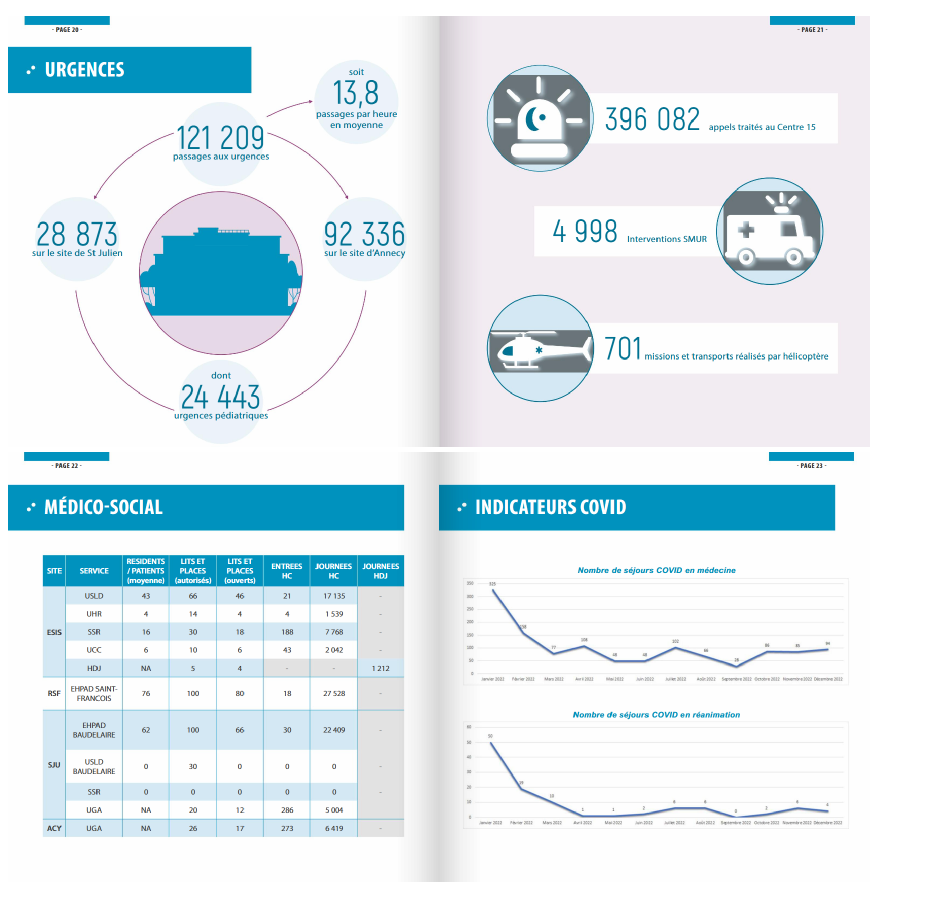 - PAGE 20 -
URGENCES
soit
13,8
passages par heure
en moyenne
121 209
passages aux urgences
28 873
sur le site de St Julien
92 336
sur le site d'Annecy
dont
24 443
urgences pédiatriques
- PAGE 21 -
396 082 appels traités au Centre 15
4 998 Interventions SMUR
701 missions et transports réalisés par hélicoptère
- PAGE 22 -
MÉDICO-SOCIAL
SITE SERVICE RESIDENTS / PATIENTS (moyenne) LITS ET PLACES (autorisés) LITS ET PLACES (ouverts) ENTREES HC JOURNEES HC JOURNEES HDJ
ESIS
USLD 43 66 46 21 17 135 -
UHR 4 14 4 4 1 539 -
SSR 16 30 18 188 7 768 -
UCC 6 10 6 43 2 042 -
HDJ NA 5 4 - - 1 212
RSF EHPAD SAINT-FRANCOIS 76 100 80 18 27 528 -
SJU
EHPAD BAUDELAIRE 62 100 66 30 22 409 -
USLD BAUDELAIRE 0 30 0 0 0 -
SSR 0 0 0 0 0 -
UGA NA 20 12 286 5 004
ACY UGA NA 26 17 273 6 419 -
- PAGE 23 -
INDICATEURS COVID
Nombre de séjours COVID en médecine
350
300
250
200
150
100
50
0
325
77
108
102
66
Janvier 2022 Février 2022 Mars 2022 Avril 2022 Mai 2022 Juin 2022 Juillet 2022 Août 2022 Septembre 2022 Octobre 2022 Novembre 2022 Décembre 2022
Nombre de séjours COVID en réanimation
60
50
40
30
20
10
0
50
19
10
1
1
2
6
6
0
2
6
Janvier 2022 Février 2022 Mars 2022 Avril 2022 Mai 2022 Juin 2022 Juillet 2022 Août 2022 Septembre 2022 Octobre 2022 Novembre 2022 Décembre 2022